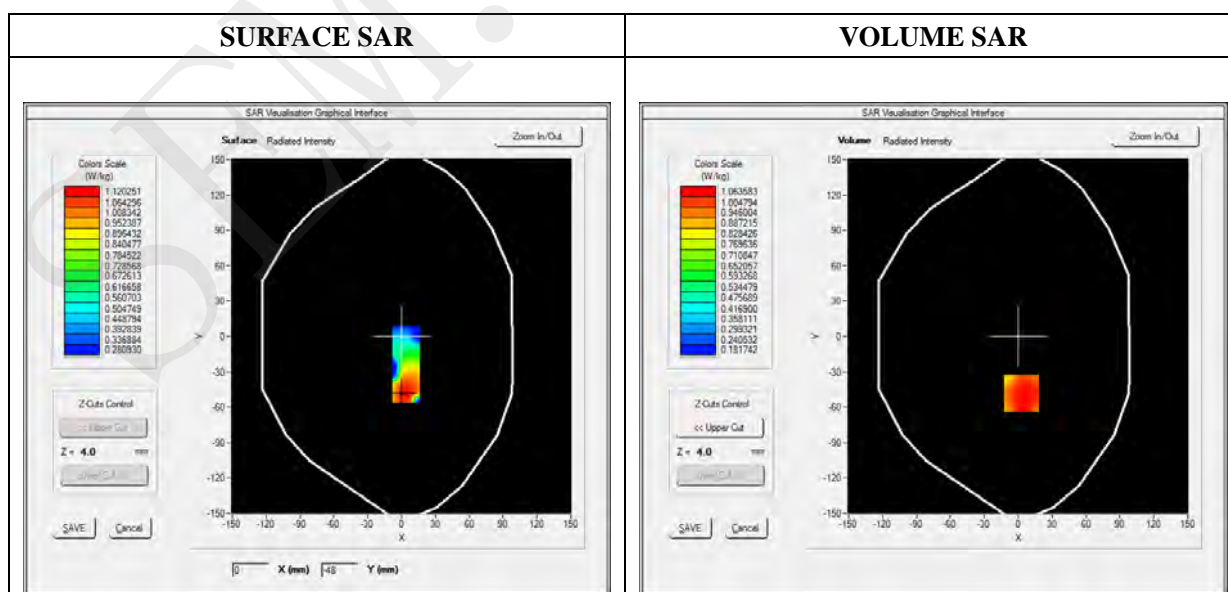 SURFACE SAR
VOLUME SAR
SAR Visualisation Graphical Interface
Surface Radiated Intensity
Zoom In/Out
Colors Scale
(W/kg)
1.120251
1.064296
1.008342
0.952387
0.896432
0.840477
0.784522
0.728568
0.672613
0.616658
0.560703
0.504749
0.448794
0.392839
0.336884
0.280930
150
120
90
60
30
0
-30
-60
-90
-120
-150
Y
-150 -120 -90 -60 -30 0 30 60 90 120 150
X
Z-Cuts Control
<< Upper Cut
Z = 4.0 mm
SAVE
Cancel
0 X (mm) -48 Y (mm)
SAR Visualisation Graphical Interface
Volume Radiated Intensity
Zoom In/Out
Colors Scale
(W/kg)
1.063583
1.004794
0.946004
0.887215
0.828426
0.769636
0.710847
0.652057
0.593268
0.534479
0.475689
0.416900
0.358111
0.299321
0.240532
0.181742
150
120
90
60
30
0
-30
-60
-90
-120
-150
Y
-150 -120 -90 -60 -30 0 30 60 90 120 150
X
Z-Cuts Control
<< Upper Cut
Z = 4.0 mm
SAVE
Cancel